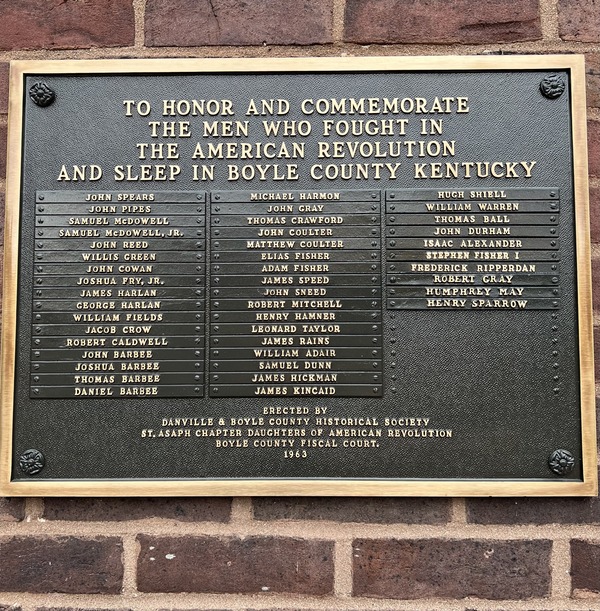 TO HONOR AND COMMEMORATE
THE MEN WHO FOUGHT IN
THE AMERICAN REVOLUTION
AND SLEEP IN BOYLE COUNTY KENTUCKY
JOHN SPEARS
JOHN PIPES
SAMUEL McDOWELL
SAMUEL McDOWELL, JR.
JOHN REED
WILLIS GREEN
JOHN COWAN
JOSHUA FRY, JR.
JAMES HARLAN
GEORGE HARLAN
WILLIAM FIELDS
JACOB CROW
ROBERT CALDWELL
JOHN BARBEE
JOSHUA BARBEE
THOMAS BARBEE
DANIEL BARBEE
MICHAEL HARMON
JOHN GRAY
THOMAS CRAWFORD
JOHN COULTER
MATTHEW COULTER
ELIAS FISHER
ADAM FISHER
JAMES SPEED
JOHN SNEED
ROBERT MITCHELL
HENRY HAMNER
LEONARD TAYLOR
JAMES RAINS
WILLIAM ADAIR
SAMUEL DUNN
JAMES HICKMAN
JAMES KINCAID
HUGH SHIELL
WILLIAM WARREN
THOMAS BALL
JOHN DURHAM
ISAAC ALEXANDER
STEPHEN FISHER I
FREDERICK RIPPERDAN
ROBERT GRAY
HUMPHREY MAY
HENRY SPARROW
ERECTED BY
DANVILLE & BOYLE COUNTY HISTORICAL SOCIETY
ST. ASAPH CHAPTER DAUGHTERS OF AMERICAN REVOLUTION
BOYLE COUNTY FISCAL COURT.
1963